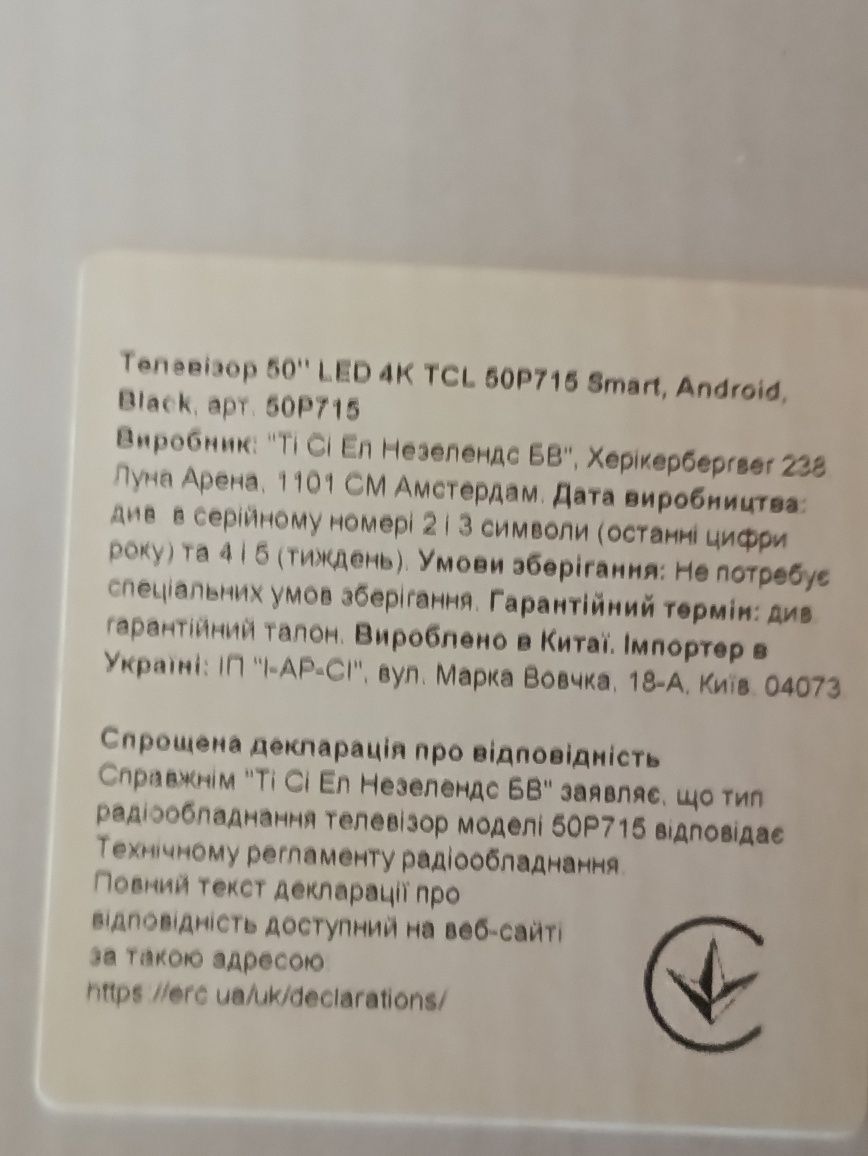 Телевізор 50" LED 4K TCL 50P715 Smart, Android,
Black, арт. 50P715
Виробник: "Ті Сі Ел Незелендс БВ", Херікербергвег 238
Луна Арена, 1101 СМ Амстердам. Дата виробництва:
див в серійному номері 2 і 3 символи (останні цифри
року) та 4 і 5 (тиждень). Умови зберігання: Не потребує
спеціальних умов зберігання. Гарантійний термін: див.
гарантійний талон. Вироблено в Китаї. Імпортер в
Україні: ІП "І-АР-СІ", вул. Марка Вовчка, 18-А, Київ. 04073
Спрощена декларація про відповідність
Справжнім "Ті Сі Ел Незелендс БВ" заявляє, що тип
радіообладнання телевізор моделі 50P715 відповідає
Технічному регламенту радіообладнання.
Повний текст декларації про
відповідність доступний на веб-сайті
за такою адресою:
https://erc.ua/uk/declarations/